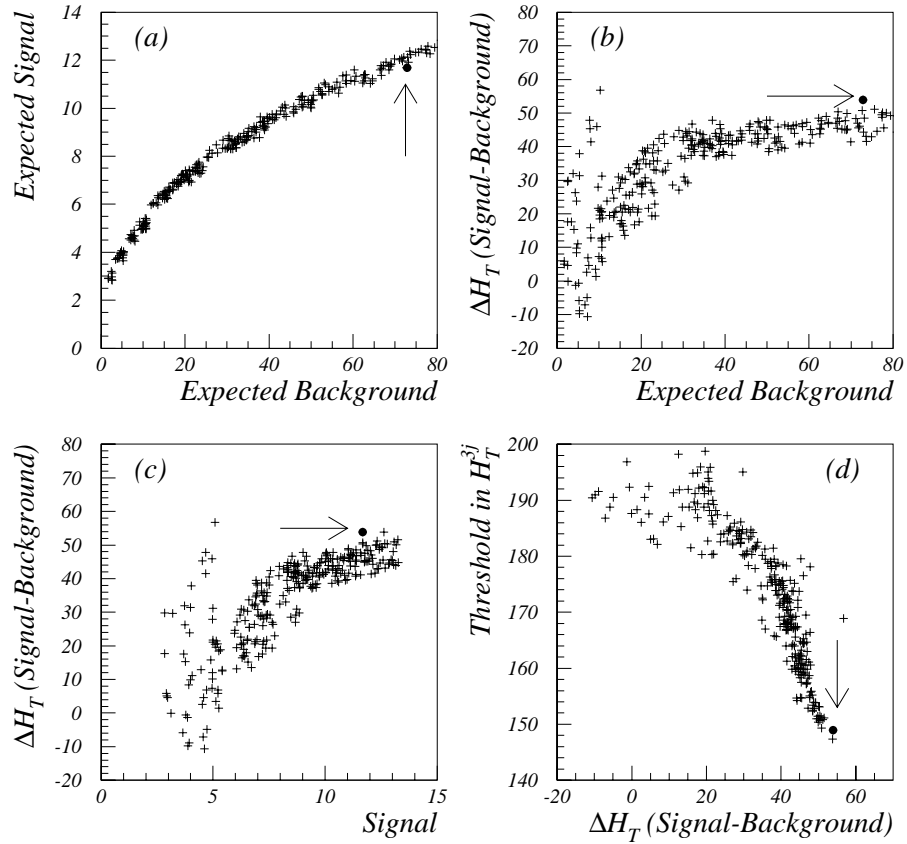 (a)
Expected Signal
14
12
10
8
6
4
2
0
0 20 40 60 80
Expected Background
(b)
ΔH_T (Signal-Background)
80
70
60
50
40
30
20
10
0
-10
-20
0 20 40 60 80
Expected Background
(c)
ΔH_T (Signal-Background)
80
70
60
50
40
30
20
10
0
-10
-20
0 5 10 15
Signal
(d)
Threshold in H_T^{3j}
200
190
180
170
160
150
140
-20 0 20 40 60
ΔH_T (Signal-Background)